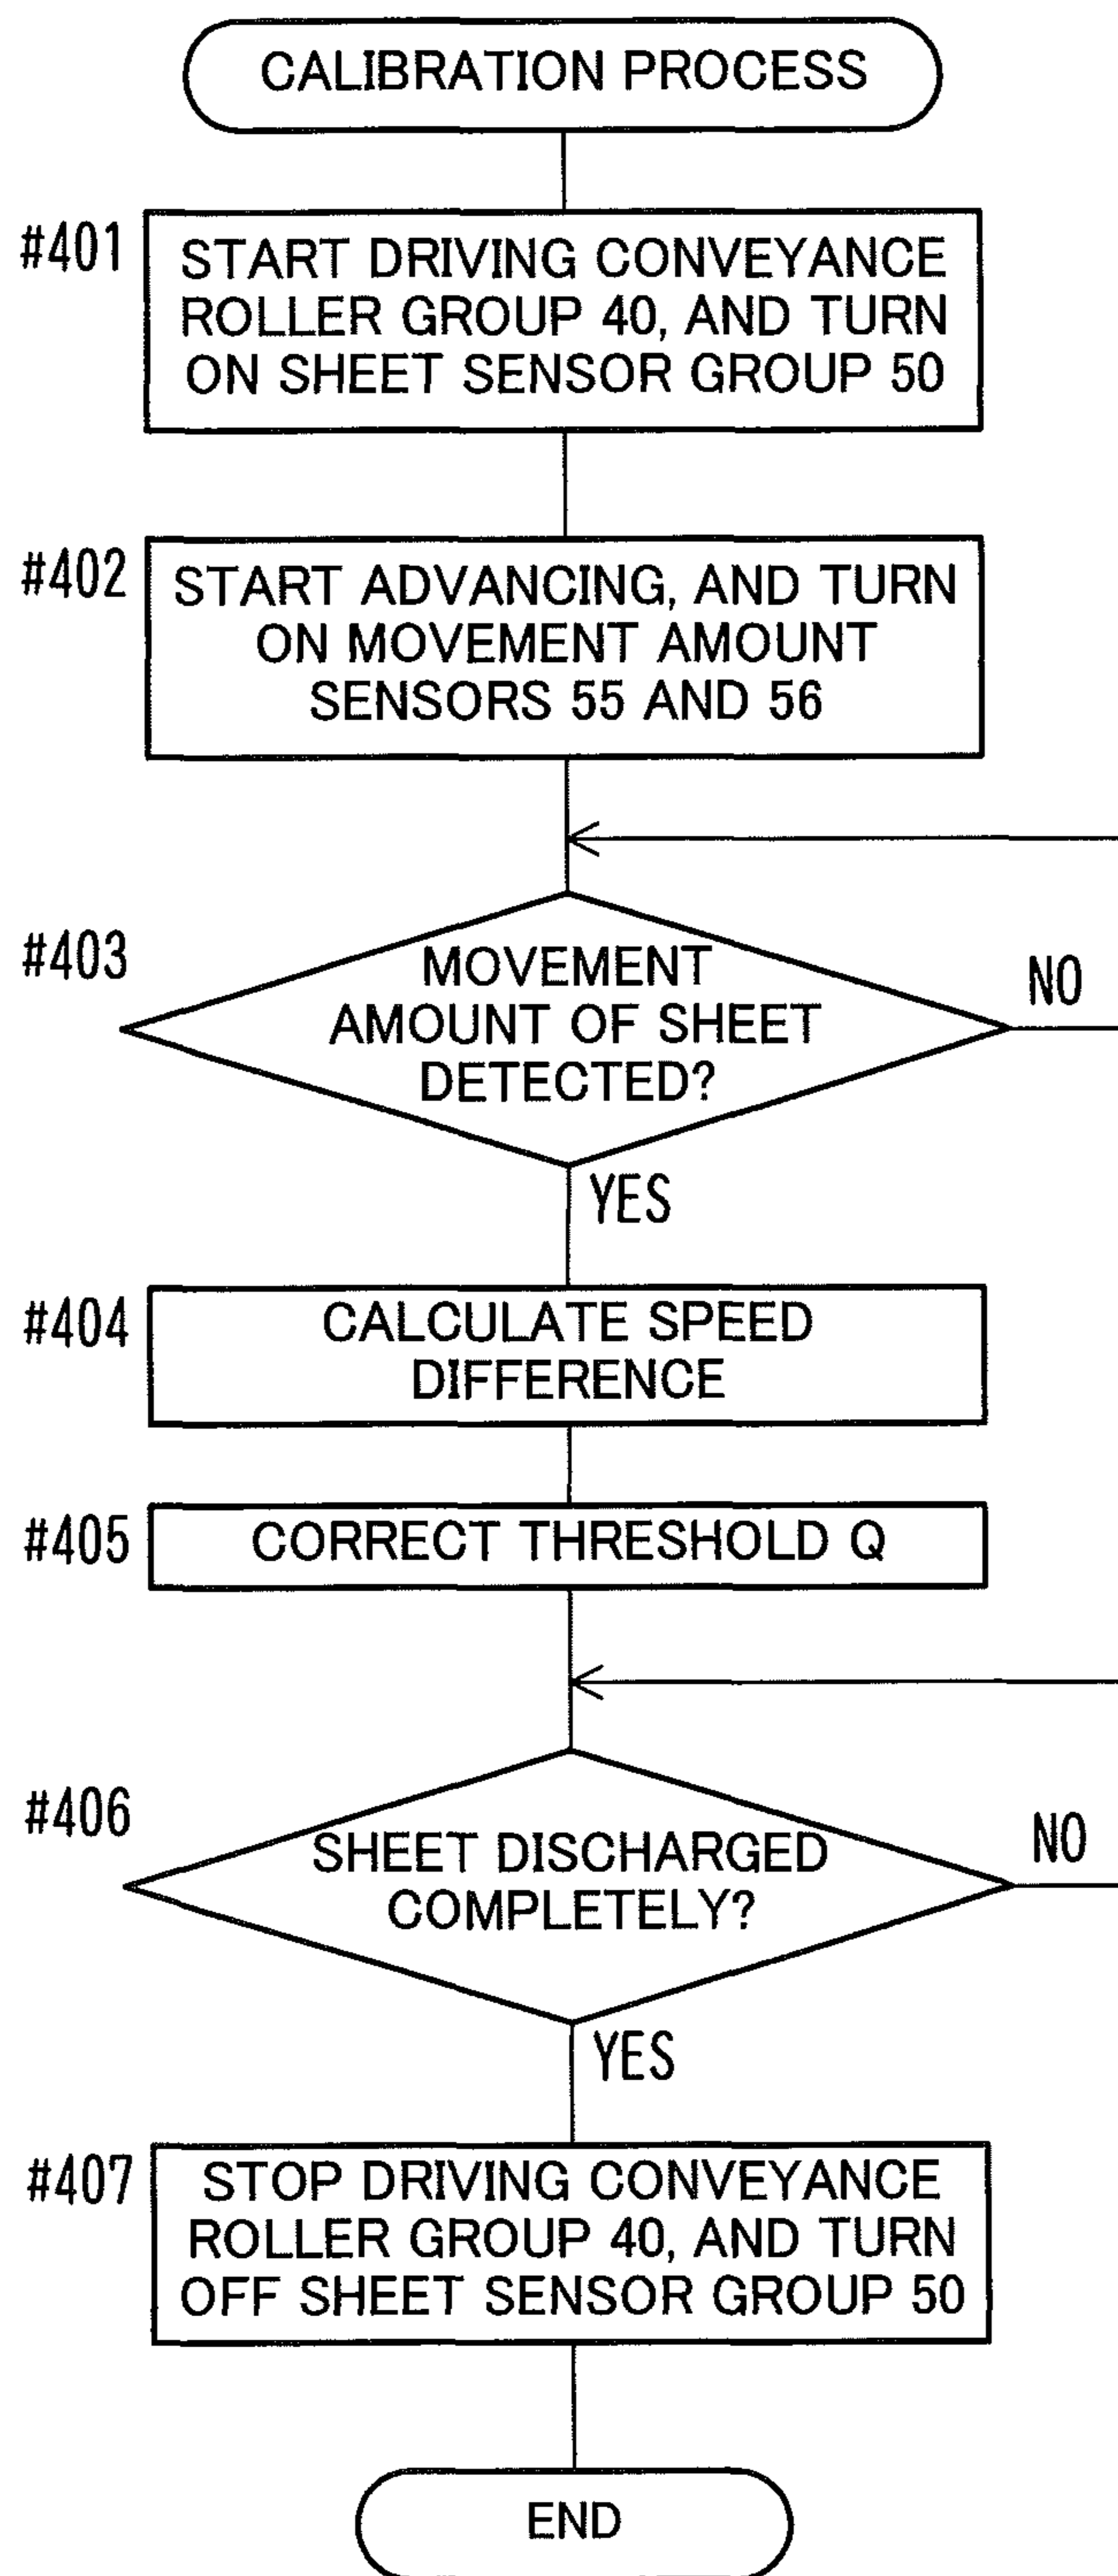 CALIBRATION PROCESS
#401
START DRIVING CONVEYANCE
ROLLER GROUP 40, AND TURN
ON SHEET SENSOR GROUP 50
#402
START ADVANCING, AND TURN
ON MOVEMENT AMOUNT
SENSORS 55 AND 56
#403
MOVEMENT
AMOUNT OF SHEET
DETECTED?
NO
YES
#404
CALCULATE SPEED
DIFFERENCE
#405
CORRECT THRESHOLD Q
#406
SHEET DISCHARGED
COMPLETELY?
NO
YES
#407
STOP DRIVING CONVEYANCE
ROLLER GROUP 40, AND TURN
OFF SHEET SENSOR GROUP 50
END